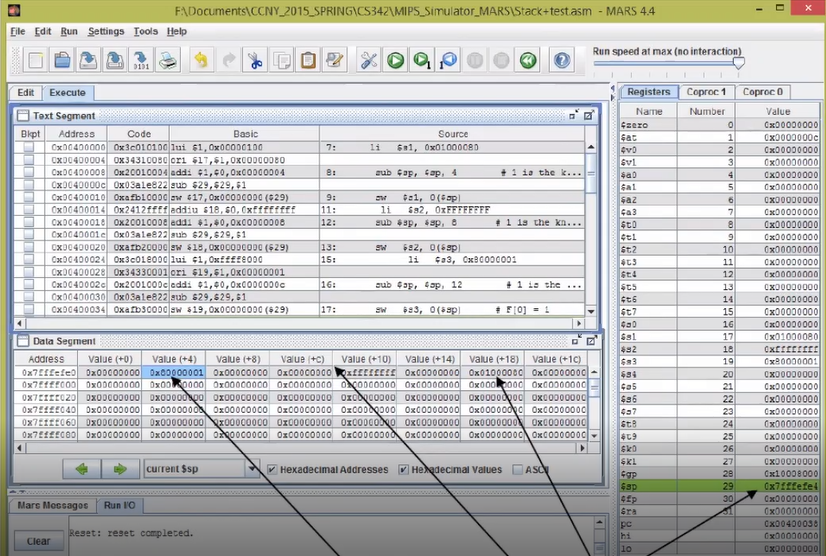 F:\Documents\CCNY_2015_SPRING\CS342\MIPS_Simulator_MARS\Stack+test.asm - MARS 4.4
File Edit Run Settings Tools Help
Run speed at max (no interaction)
Edit Execute
Text Segment
Bkpt Address Code Basic Source
0x00400000 0x3c010100 lui $1,0x00000100 7: li $s1, 0x01000080
0x00400004 0x34310080 ori $17,$1,0x00000080
0x00400008 0x20010004 addi $1,$0,0x00000004 8: sub $sp, $sp, 4 # 1 is the k...
0x0040000c 0x03a1e822 sub $29,$29,$1
0x00400010 0xafb10000 sw $17,0x00000000($29) 9: sw $s1, 0($sp)
0x00400014 0x2412ffff addiu $18,$0,0xffffffff 11: li $s2, 0xFFFFFFFF
0x00400018 0x20010008 addi $1,$0,0x00000008 12: sub $sp, $sp, 8 # 1 is the kn...
0x0040001c 0x03a1e822 sub $29,$29,$1
0x00400020 0xafb20000 sw $18,0x00000000($29) 13: sw $s2, 0($sp)
0x00400024 0x3c018000 lui $1,0xffff8000 15: li $s3, 0x80000001
0x00400028 0x34330001 ori $19,$1,0x00000001
0x0040002c 0x2001000c addi $1,$0,0x0000000c 16: sub $sp, $sp, 12 # 1 is the...
0x00400030 0x03a1e822 sub $29,$29,$1
0x00400034 0xafb30000 sw $19,0x00000000($29) 17: sw $s3, 0($sp) # F[0] = 1
Data Segment
Address Value (+0) Value (+4) Value (+8) Value (+c) Value (+10) Value (+14) Value (+18) Value (+1c)
0x7fffefe0 0x00000000 0x80000001 0x00000000 0x00000000 0xffffffff 0x00000000 0x01000080 0x00000000
0x7ffff000 0x00000000 0x00000000 0x00000000 0x00000000 0x00000000 0x00000000 0x00000000 0x00000000
0x7ffff020 0x00000000 0x00000000 0x00000000 0x00000000 0x00000000 0x00000000 0x00000000 0x00000000
0x7ffff040 0x00000000 0x00000000 0x00000000 0x00000000 0x00000000 0x00000000 0x00000000 0x00000000
0x7ffff060 0x00000000 0x00000000 0x00000000 0x00000000 0x00000000 0x00000000 0x00000000 0x00000000
0x7ffff080 0x00000000 0x00000000 0x00000000 0x00000000 0x00000000 0x00000000 0x00000000 0x00000000
current $sp Hexadecimal Addresses Hexadecimal Values ASCII
Mars Messages Run I/O
Reset: reset completed.
Clear
Registers Coproc 1 Coproc 0
Name Number Value
$zero 0 0x00000000
$at 1 0x0000000c
$v0 2 0x00000000
$v1 3 0x00000000
$a0 4 0x00000000
$a1 5 0x00000000
$a2 6 0x00000000
$a3 7 0x00000000
$t0 8 0x00000000
$t1 9 0x00000000
$t2 10 0x00000000
$t3 11 0x00000000
$t4 12 0x00000000
$t5 13 0x00000000
$t6 14 0x00000000
$t7 15 0x00000000
$s0 16 0x00000000
$s1 17 0x01000080
$s2 18 0xffffffff
$s3 19 0x80000001
$s4 20 0x00000000
$s5 21 0x00000000
$s6 22 0x00000000
$s7 23 0x00000000
$t8 24 0x00000000
$t9 25 0x00000000
$k0 26 0x00000000
$k1 27 0x00000000
$gp 28 0x10008000
$sp 29 0x7fffefe4
$fp 30 0x00000000
$ra 31 0x00000000
pc 0x00400038
hi 0x00000000
lo 0x00000000